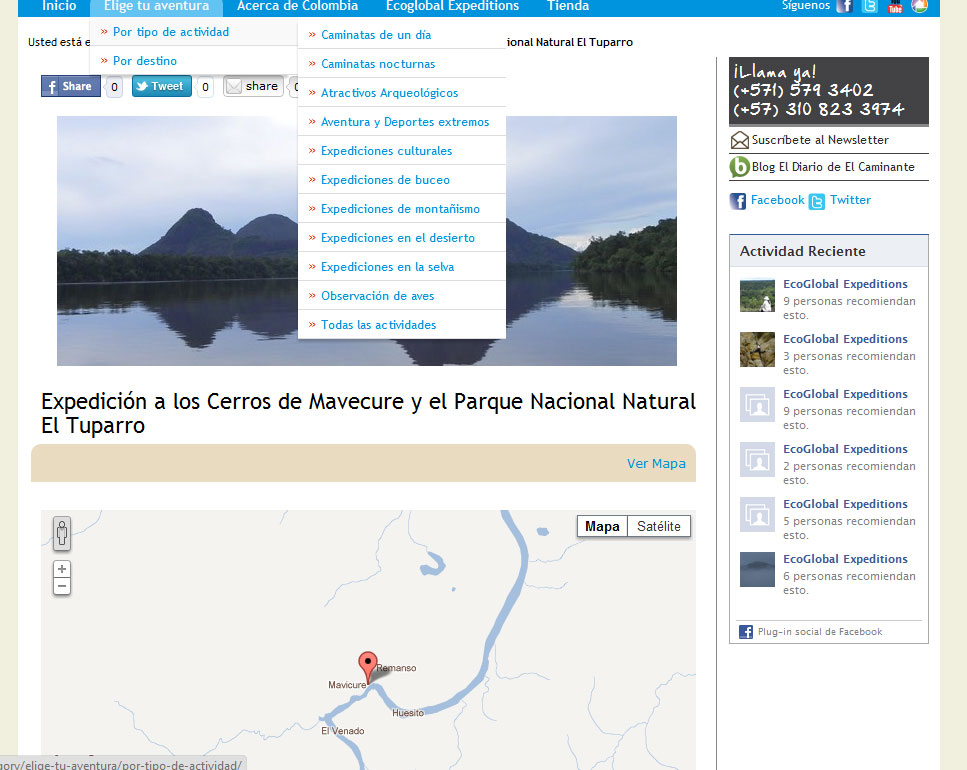 Inicio Elige tu aventura Acerca de Colombia Ecoglobal Expeditions Tienda Síguenos
» Por tipo de actividad
» Por destino
» Caminatas de un día
» Caminatas nocturnas
» Atractivos Arqueológicos
» Aventura y Deportes extremos
» Expediciones culturales
» Expediciones de buceo
» Expediciones de montañismo
» Expediciones en el desierto
» Expediciones en la selva
» Observación de aves
» Todas las actividades
Usted está e
ional Natural El Tuparro
Share 0 Tweet 0 share 0
Expedición a los Cerros de Mavecure y el Parque Nacional Natural
El Tuparro
Ver Mapa
Mapa Satélite
+
−
Remanso
Mavicure
Huesito
El Venado
¡Llama ya!
(+571) 579 3402
(+57) 310 823 3974
Suscríbete al Newsletter
Blog El Diario de El Caminante
Facebook Twitter
Actividad Reciente
EcoGlobal Expeditions
9 personas recomiendan
esto.
EcoGlobal Expeditions
3 personas recomiendan
esto.
EcoGlobal Expeditions
9 personas recomiendan
esto.
EcoGlobal Expeditions
2 personas recomiendan
esto.
EcoGlobal Expeditions
5 personas recomiendan
esto.
EcoGlobal Expeditions
6 personas recomiendan
esto.
Plug-in social de Facebook
gory/elige-tu-aventura/por-tipo-de-actividad/